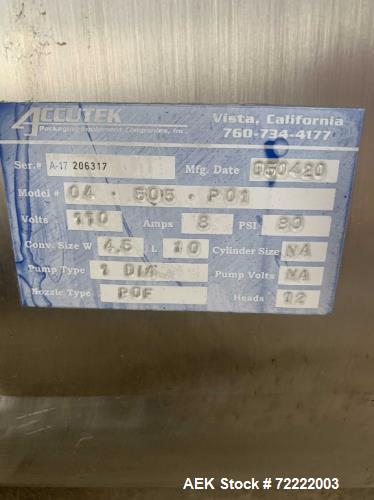 ACCUTEK
Packaging Equipment Companies, Inc.
Vista, California
760-734-4177
Ser.# A-17 206317 Mfg. Date 050420
Model # 04 - 505 - P01
Volts 110 Amps 8 PSI 80
Conv. Size W 4.5 L 10 Cylinder Size NA
Pump Type 1 DIA Pump Volts NA
Nozzle Type POF Heads 12
AEK Stock # 72222003